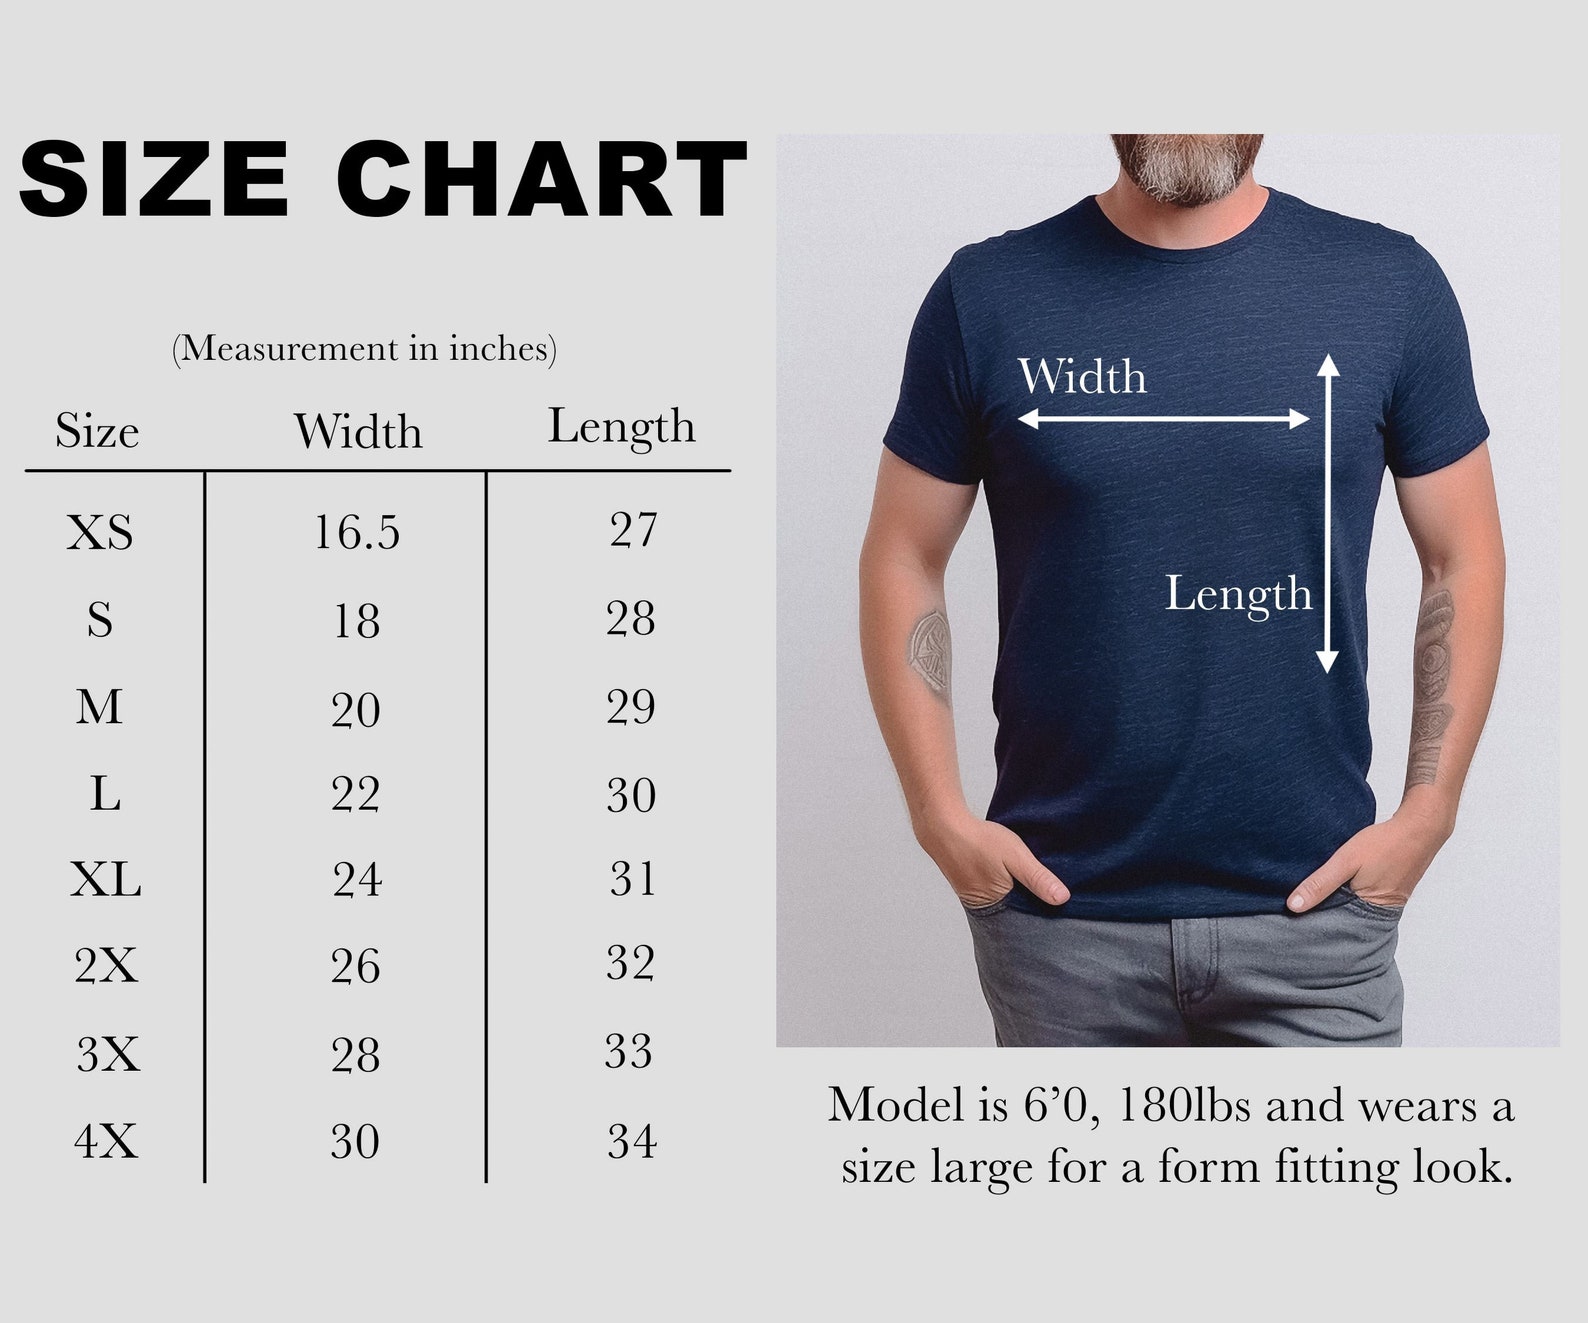 SIZE CHART
(Measurement in inches)
Size Width Length
XS 16.5 27
S 18 28
M 20 29
L 22 30
XL 24 31
2X 26 32
3X 28 33
4X 30 34
Width
Length
Model is 6’0, 180lbs and wears a
size large for a form fitting look.